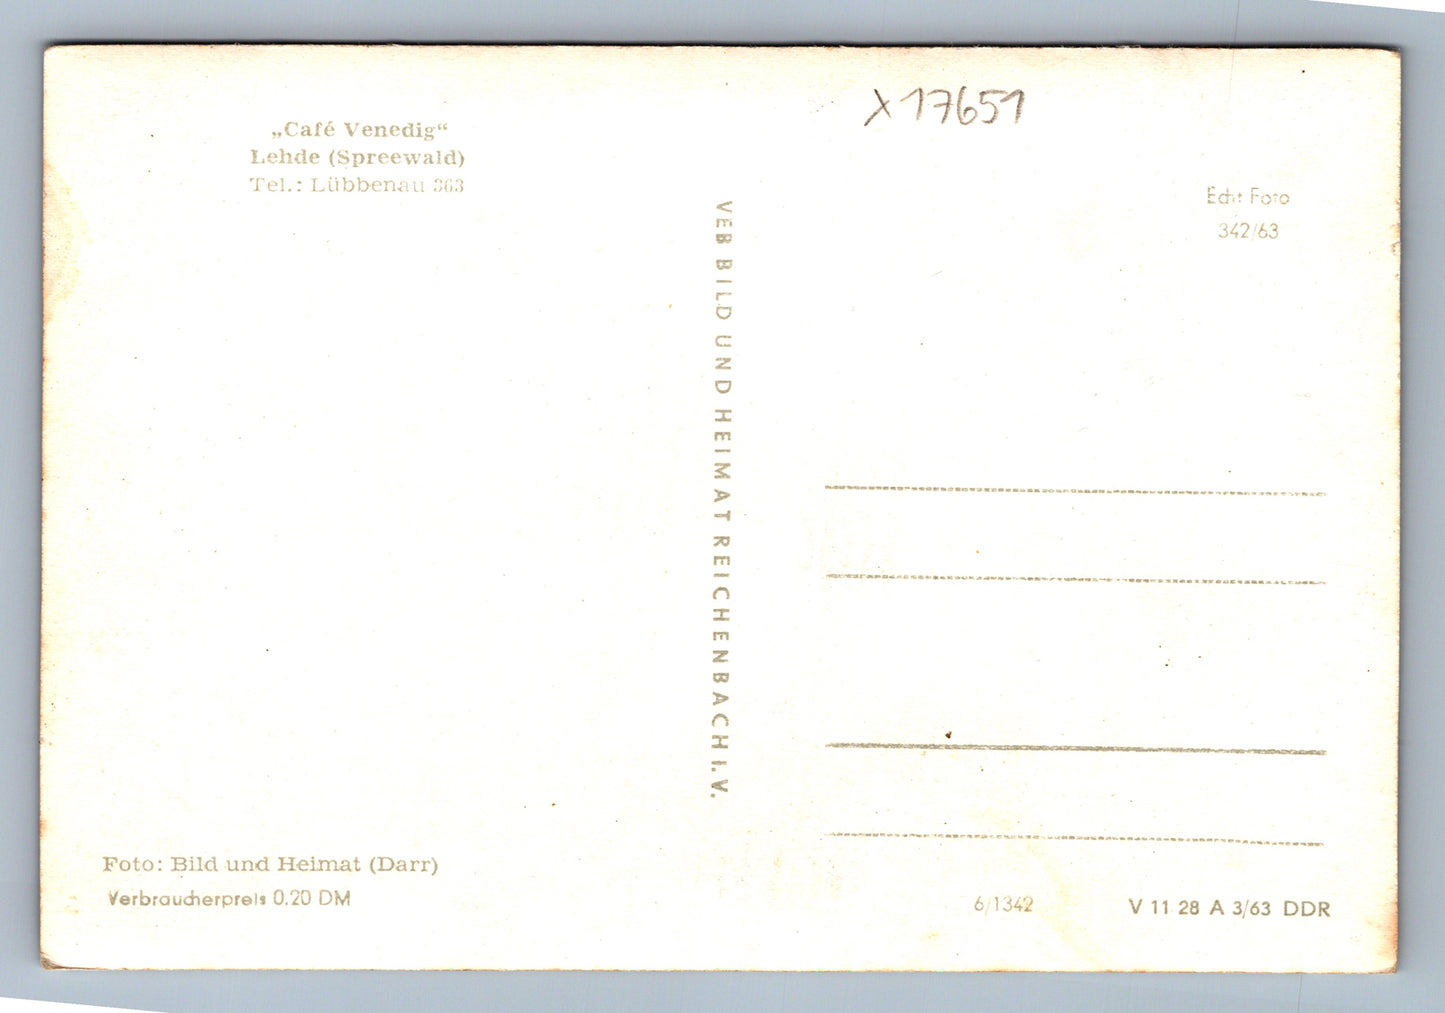 „Café Venedig“
Lehde (Spreewald)
Tel.: Lübbenau 363
X 17651
Echt Foto
342/63
VEB BILD UND HEIMAT REICHENBACH I. V.
Foto: Bild und Heimat (Darr)
Verbraucherpreis 0.20 DM
6/1342
V 11 28 A 3/63 DDR